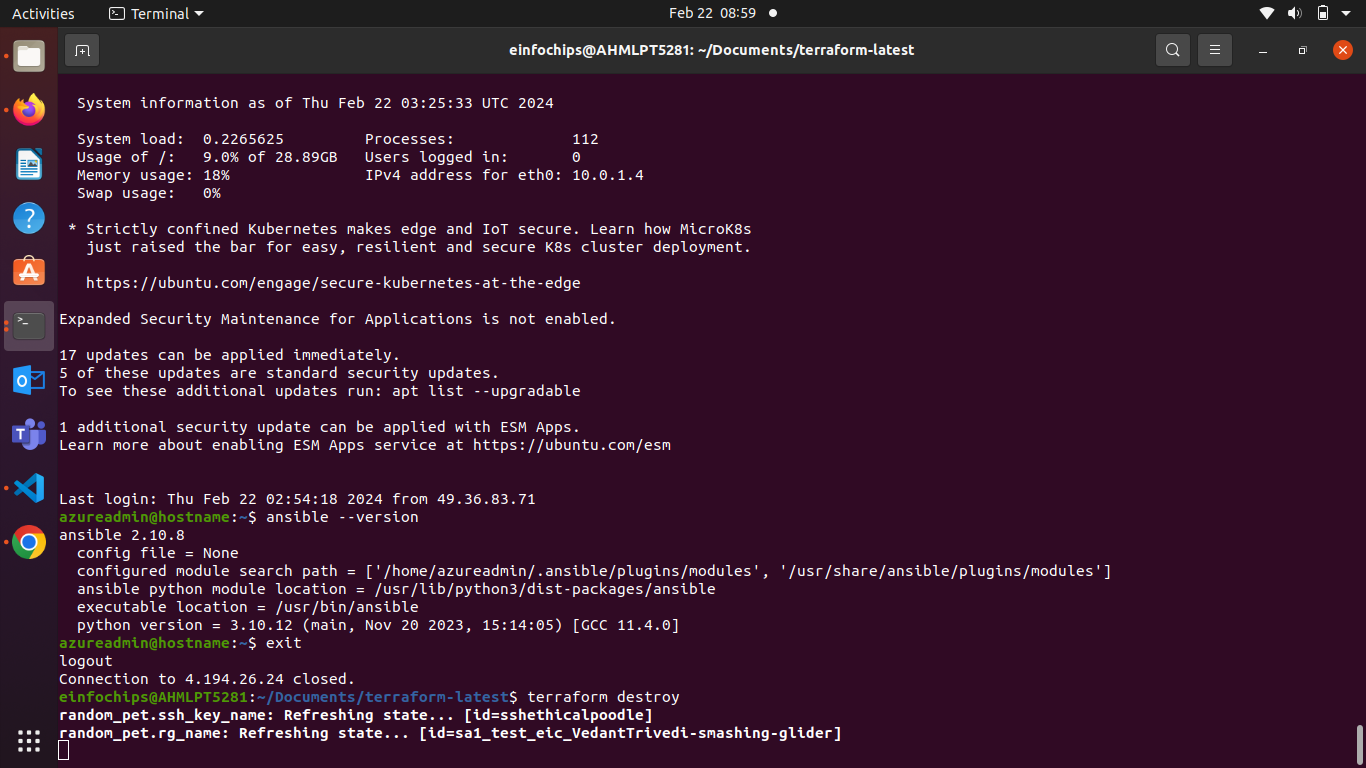 Activities Terminal Feb 22 08:59
einfochips@AHMLPT5281: ~/Documents/terraform-latest
System information as of Thu Feb 22 03:25:33 UTC 2024
System load: 0.2265625 Processes: 112
Usage of /: 9.0% of 28.89GB Users logged in: 0
Memory usage: 18% IPv4 address for eth0: 10.0.1.4
Swap usage: 0%
* Strictly confined Kubernetes makes edge and IoT secure. Learn how MicroK8s
just raised the bar for easy, resilient and secure K8s cluster deployment.
https://ubuntu.com/engage/secure-kubernetes-at-the-edge
Expanded Security Maintenance for Applications is not enabled.
17 updates can be applied immediately.
5 of these updates are standard security updates.
To see these additional updates run: apt list --upgradable
1 additional security update can be applied with ESM Apps.
Learn more about enabling ESM Apps service at https://ubuntu.com/esm
Last login: Thu Feb 22 02:54:18 2024 from 49.36.83.71
azureadmin@hostname:~$ ansible --version
ansible 2.10.8
config file = None
configured module search path = ['/home/azureadmin/.ansible/plugins/modules', '/usr/share/ansible/plugins/modules']
ansible python module location = /usr/lib/python3/dist-packages/ansible
executable location = /usr/bin/ansible
python version = 3.10.12 (main, Nov 20 2023, 15:14:05) [GCC 11.4.0]
azureadmin@hostname:~$ exit
logout
Connection to 4.194.26.24 closed.
einfochips@AHMLPT5281:~/Documents/terraform-latest$ terraform destroy
random_pet.ssh_key_name: Refreshing state... [id=sshethicalpoodle]
random_pet.rg_name: Refreshing state... [id=sa1_test_eic_VedantTrivedi-smashing-glider]